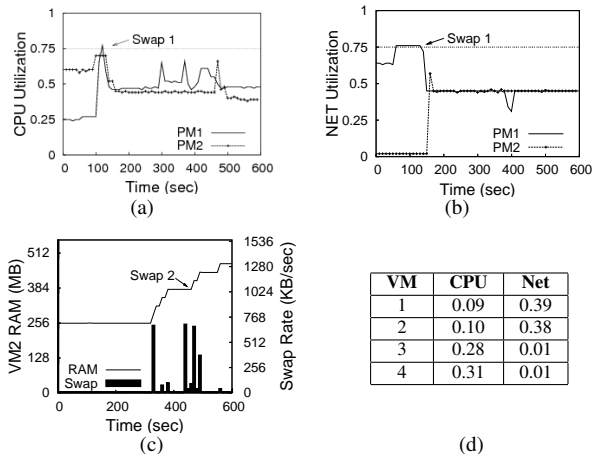 CPU Utilization
1
0.75
0.5
0.25
0
Swap 1
PM1
PM2
0 100 200 300 400 500 600
Time (sec)
(a)
NET Utilization
1
0.75
0.5
0.25
0
Swap 1
PM1
PM2
0 100 200 300 400 500 600
Time (sec)
(b)
VM2 RAM (MB)
512
384
256
128
0
Swap 2
RAM
Swap
Swap Rate (KB/sec)
1536
1280
1024
768
512
256
0
0 200 400 600
Time (sec)
(c)
VM CPU Net
1 0.09 0.39
2 0.10 0.38
3 0.28 0.01
4 0.31 0.01
(d)